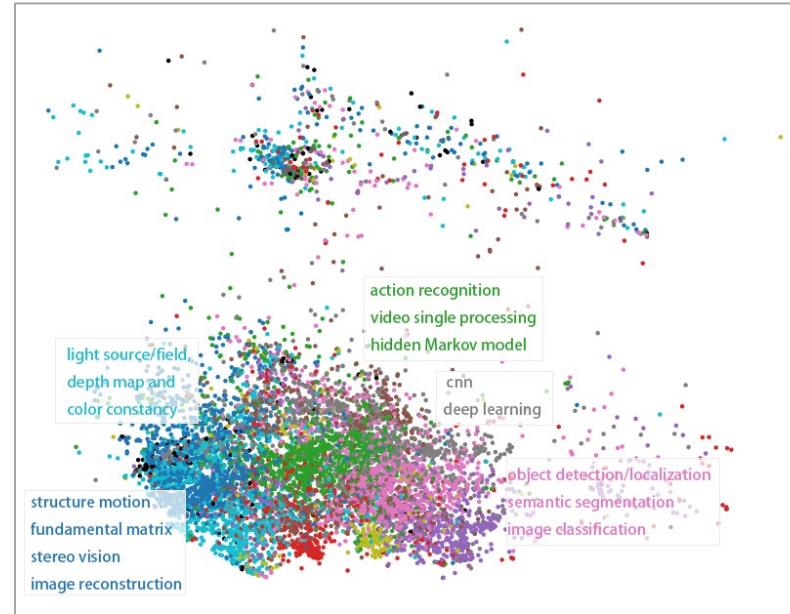 action recognition
video single processing
hidden Markov model
light source/field,
depth map and
color constancy
cnn
deep learning
object detection/localization
semantic segmentation
image classification
structure motion
fundamental matrix
stereo vision
image reconstruction